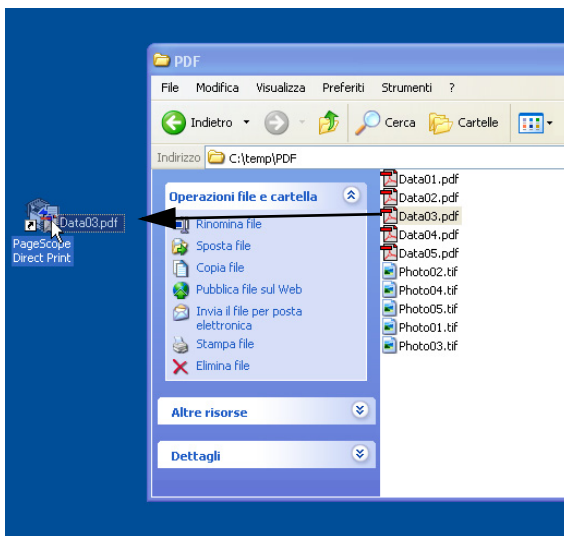 PDF
File Modifica Visualizza Preferiti Strumenti ?
Indietro Cerca Cartelle
Indirizzo C:\temp\PDF
Operazioni file e cartella
Rinomina file
Sposta file
Copia file
Pubblica file sul Web
Invia il file per posta
elettronica
Stampa file
Elimina file
Altre risorse
Dettagli
Data01.pdf
Data02.pdf
Data03.pdf
Data04.pdf
Data05.pdf
Photo02.tif
Photo04.tif
Photo05.tif
Photo01.tif
Photo03.tif
Data03.pdf
PageScope
Direct Print